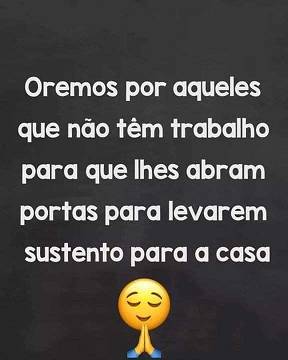 Oremos por aqueles
que não têm trabalho
para que lhes abram
portas para levarem
sustento para a casa